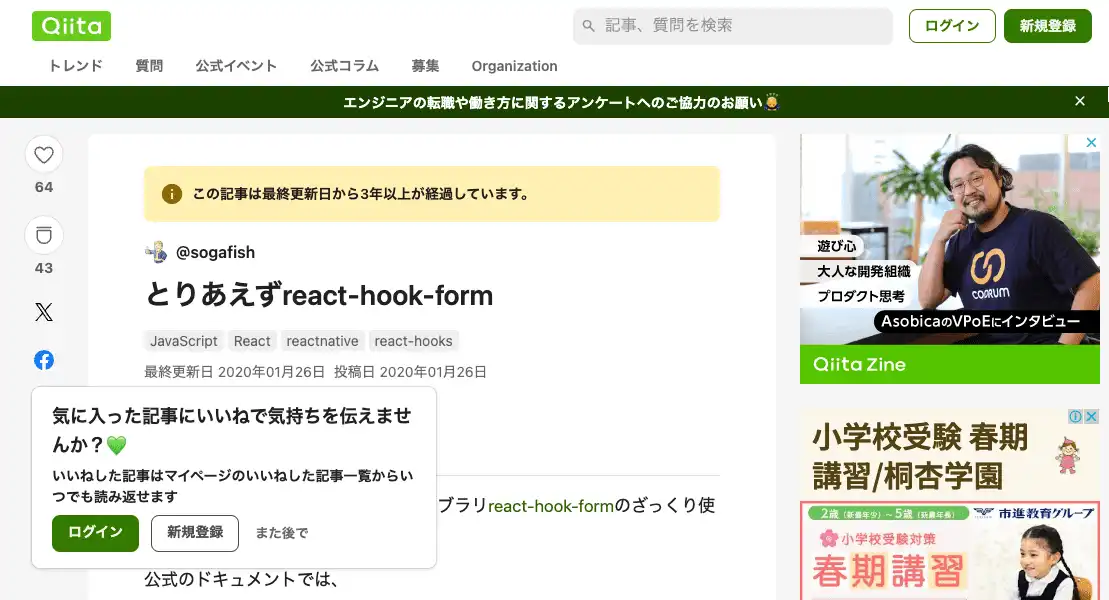 Qiita
記事、質問を検索
ログイン
新規登録
トレンド
質問
公式イベント
公式コラム
募集
Organization
エンジニアの転職や働き方に関するアンケートへのご協力のお願い
64
43
この記事は最終更新日から3年以上が経過しています。
@sogafish
とりあえずreact-hook-form
JavaScript
React
reactnative
react-hooks
最終更新日 2020年01月26日 投稿日 2020年01月26日
気に入った記事にいいねで気持ちを伝えませ
んか？
いいねした記事はマイページのいいねした記事一覧からい
つでも読み返せます
ログイン
新規登録
また後で
ブラリreact-hook-formのざっくり使
公式のドキュメントでは、
遊び心
大人な開発組織
プロダクト思考
COARUM
AsobicaのVPoEにインタビュー
Qiita Zine
小学校受験 春期
講習/桐杏学園
2歳(新最年少)〜5歳(新最年長)
市進教育グループ
小学校受験対策
春期講習